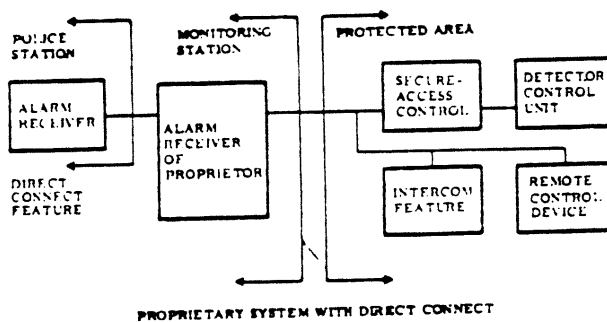 POLICE
STATION
MONITORING
STATION
PROTECTED AREA
ALARM
RECEIVER
ALARM
RECEIVER
OF
PROPRIETOR
SECURE-
ACCESS
CONTROL
DETECTOR
CONTROL
UNIT
DIRECT
CONNECT
FEATURE
INTERCOM
FEATURE
REMOTE
CONTROL
DEVICE
PROPRIETARY SYSTEM WITH DIRECT CONNECT